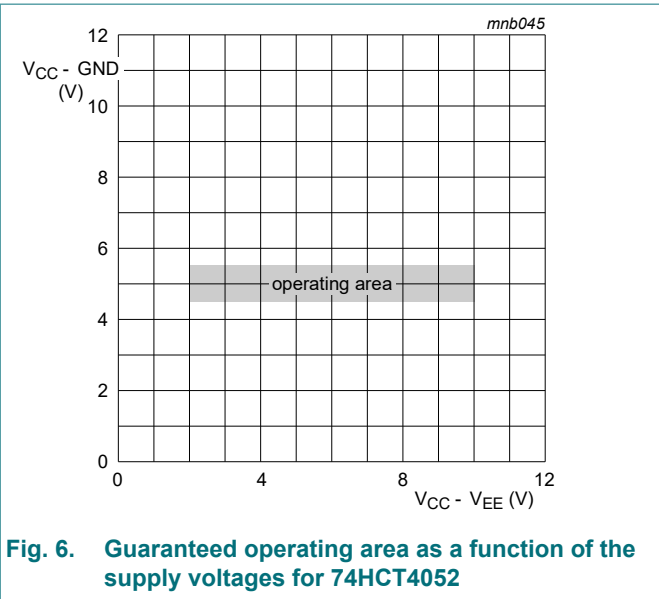 mnb045
12
VCC - GND
(V)
10
8
6
operating area
4
2
0
0 4 8 12
VCC - VEE (V)
Fig. 6. Guaranteed operating area as a function of the
supply voltages for 74HCT4052